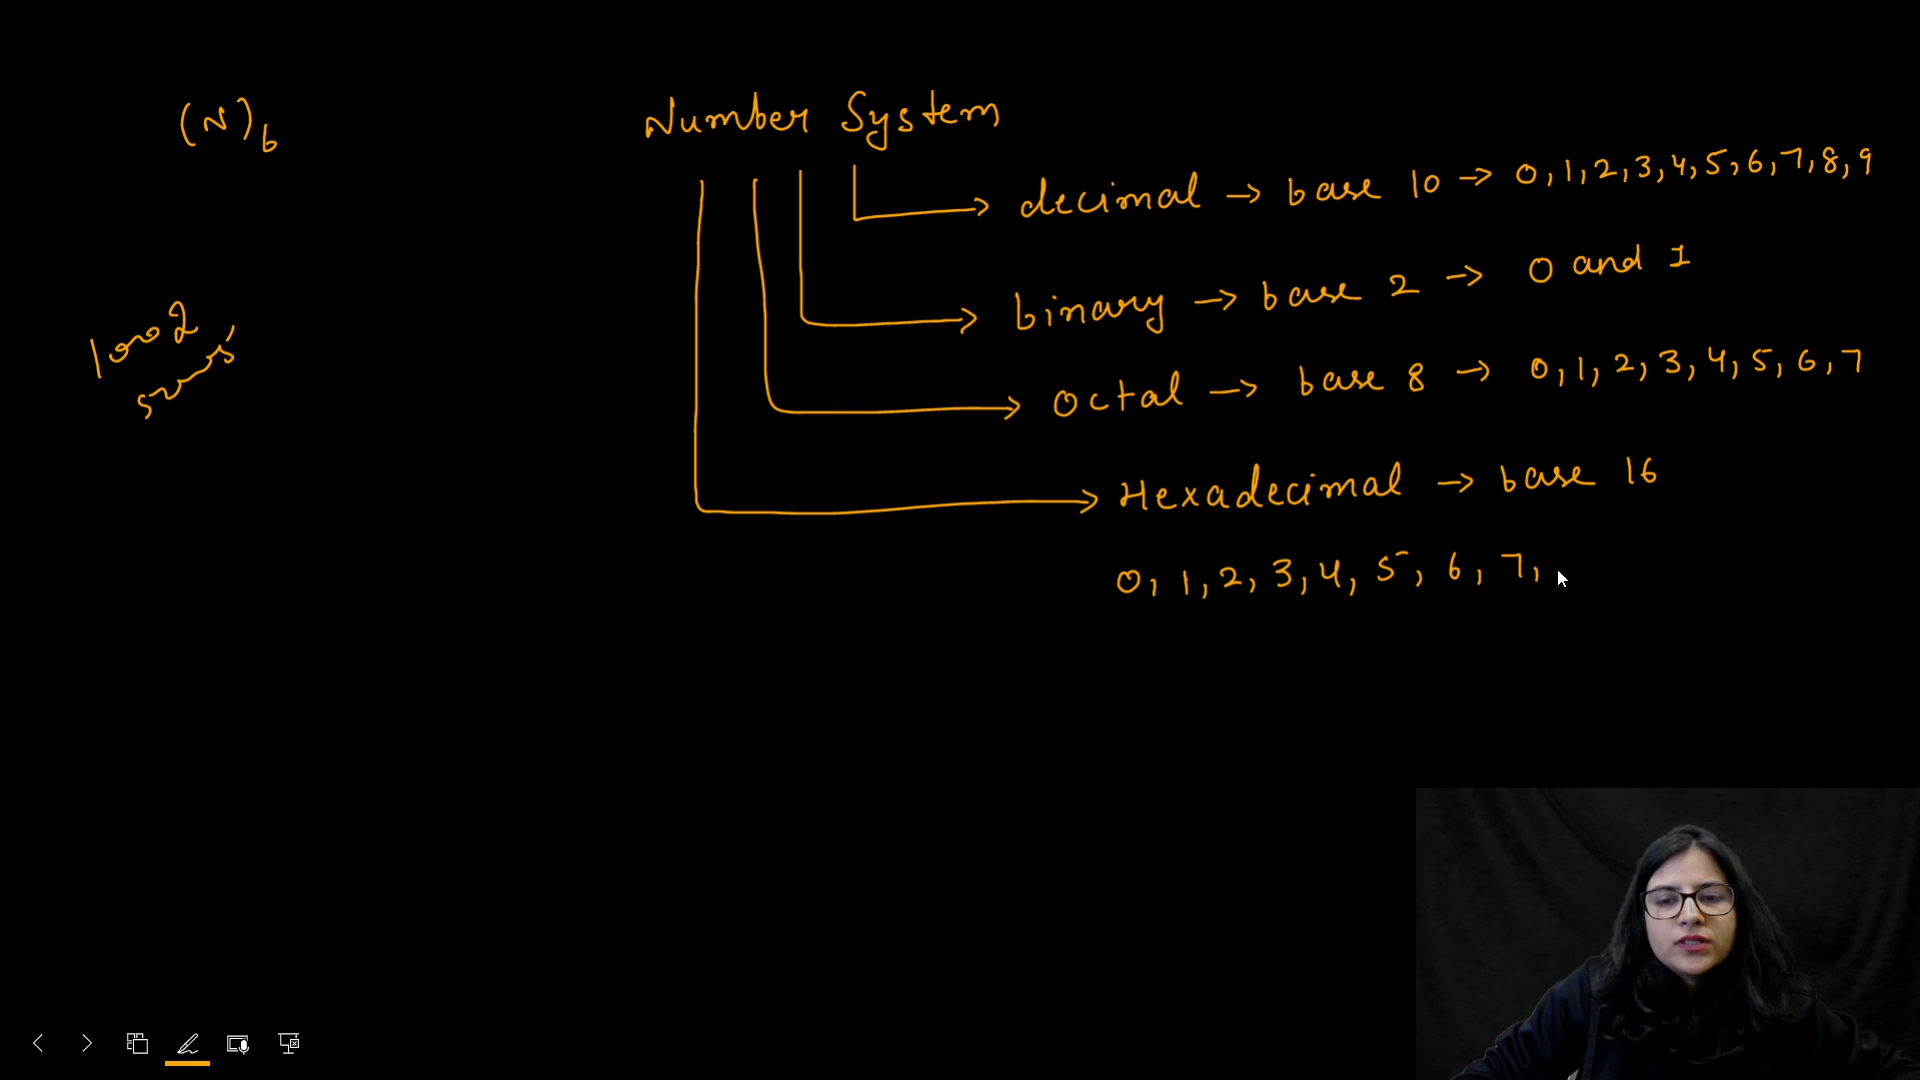 (N)b
Number System
decimal → base 10 → 0,1,2,3,4,5,6,7,8,9
binary → base 2 → 0 and 1
Octal → base 8 → 0,1,2,3,4,5,6,7
Hexadecimal → base 16
0,1,2,3,4,5,6,7,